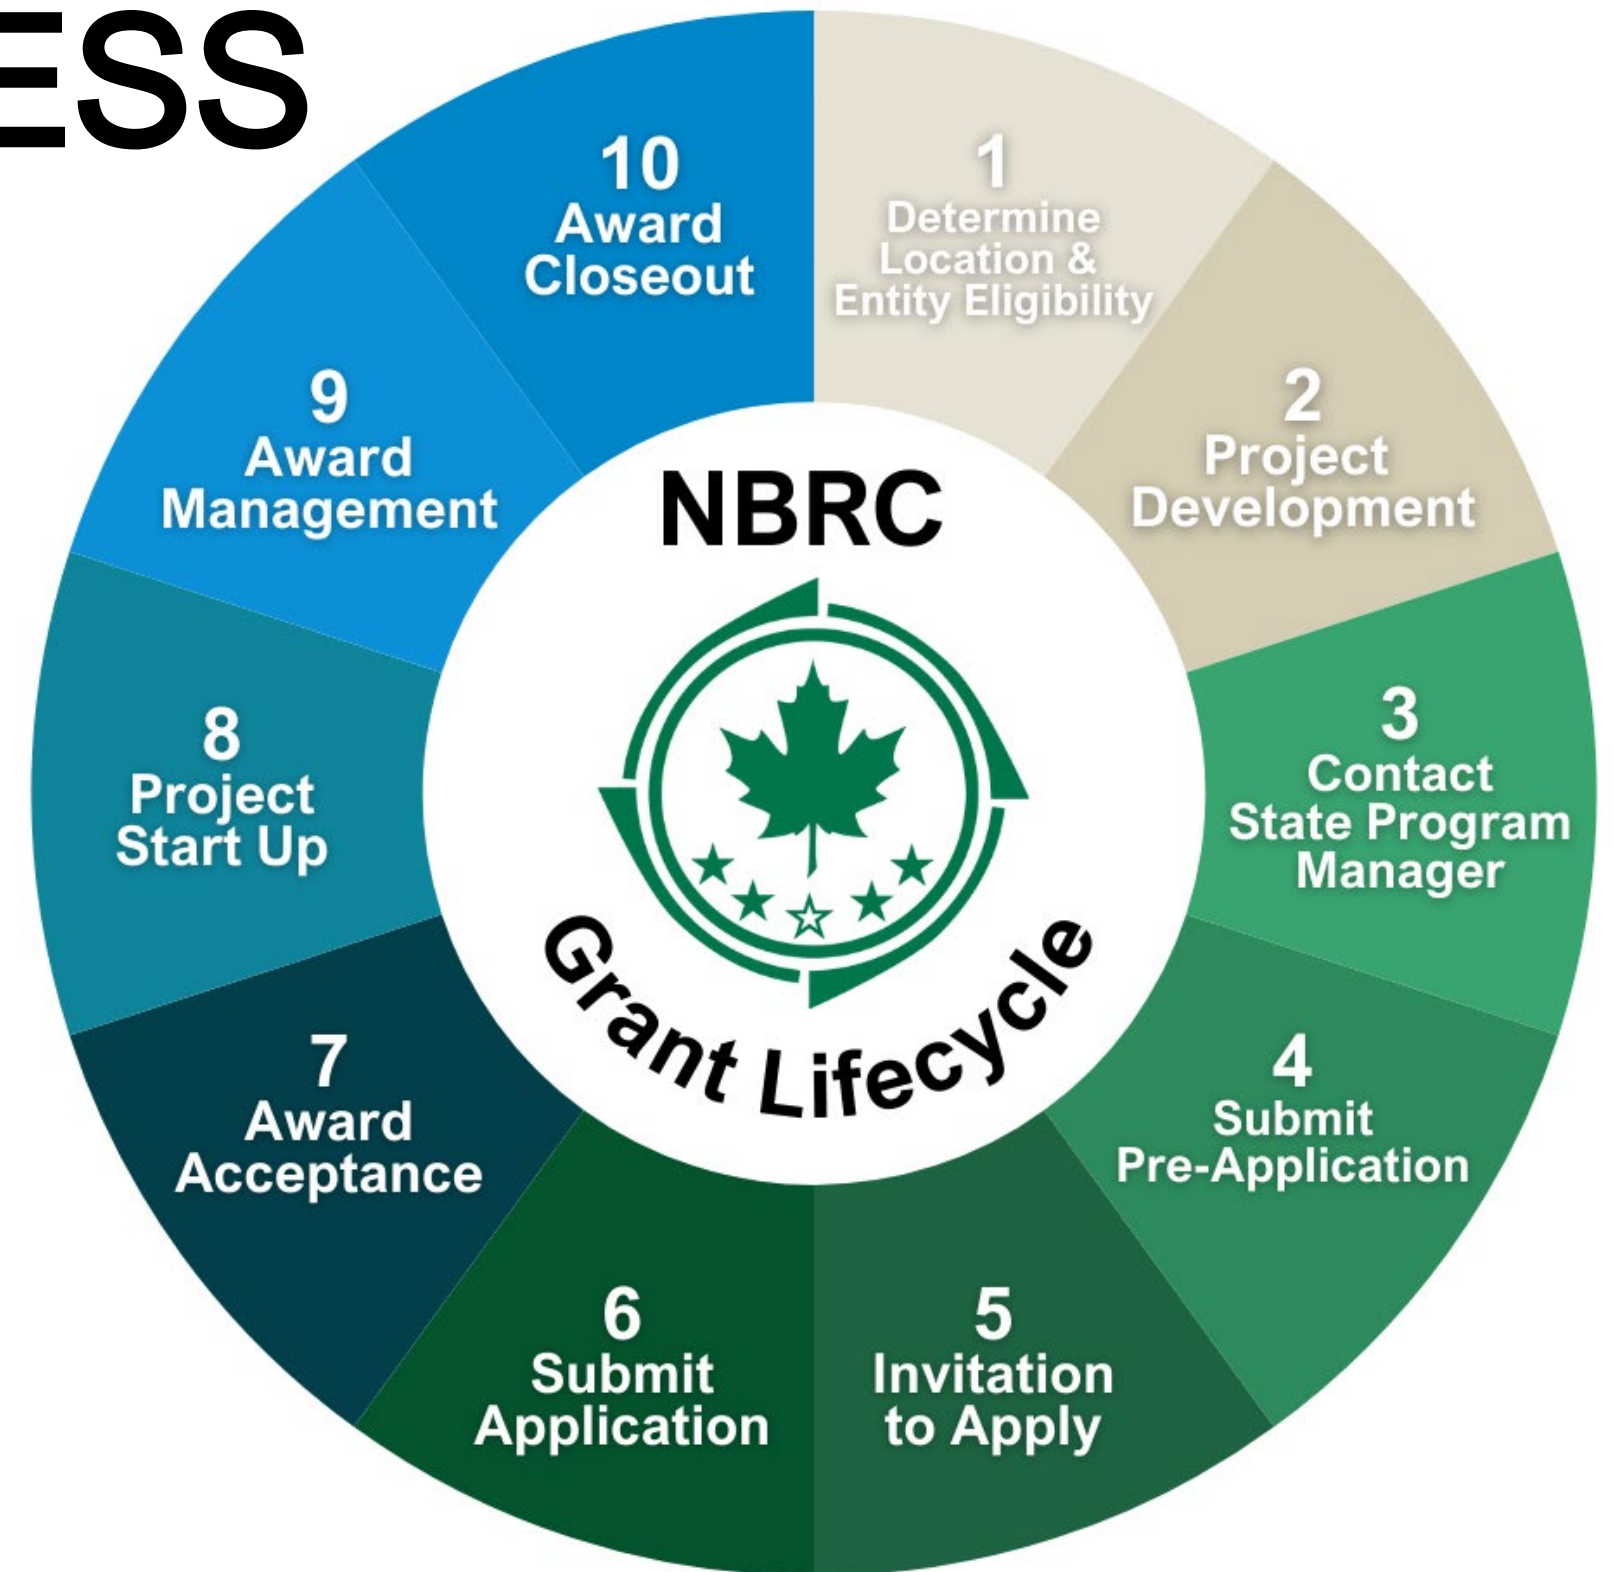 ESS
1
Determine
Location &
Entity Eligibility
2
Project
Development
3
Contact
State Program
Manager
4
Submit
Pre-Application
5
Invitation
to Apply
6
Submit
Application
7
Award
Acceptance
8
Project
Start Up
9
Award
Management
10
Award
Closeout
NBRC
Grant Lifecycle